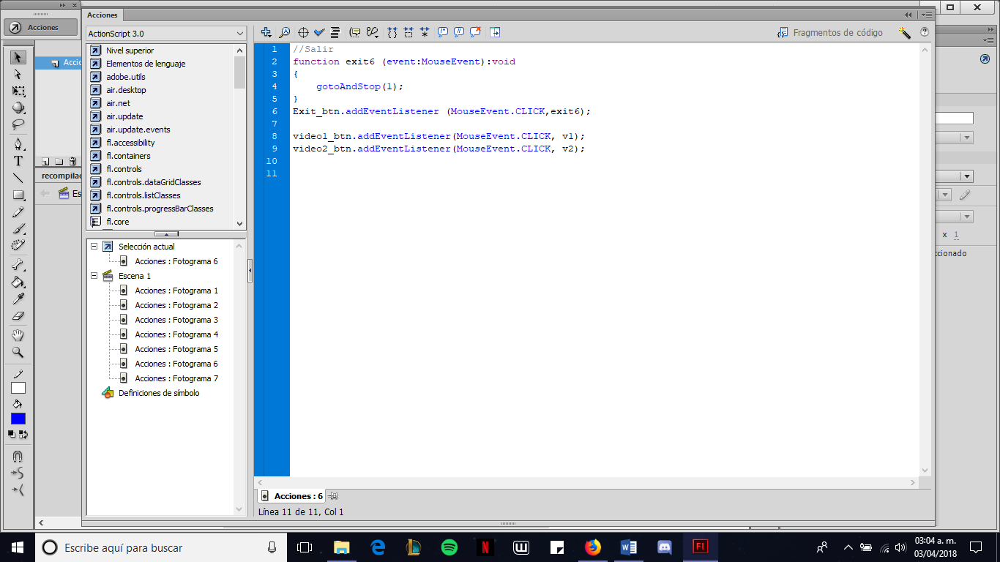 Acciones
Acciones
Acció
recompilac
Es
ActionScript 3.0
Fragmentos de código
Nivel superior
Elementos de lenguaje
adobe.utils
air.desktop
air.net
air.update
air.update.events
fl.accessibility
fl.containers
fl.controls
fl.controls.dataGridClasses
fl.controls.listClasses
fl.controls.progressBarClasses
fl.core
Selección actual
Acciones : Fotograma 6
Escena 1
Acciones : Fotograma 1
Acciones : Fotograma 2
Acciones : Fotograma 3
Acciones : Fotograma 4
Acciones : Fotograma 5
Acciones : Fotograma 6
Acciones : Fotograma 7
Definiciones de símbolo
1 //Salir
2 function exit6 (event:MouseEvent):void
3 {
4 gotoAndStop(1);
5 }
6 Exit_btn.addEventListener (MouseEvent.CLICK,exit6);
7
8 video1_btn.addEventListener(MouseEvent.CLICK, v1);
9 video2_btn.addEventListener(MouseEvent.CLICK, v2);
10
11
x 1
ccionado
Acciones : 6
Línea 11 de 11, Col 1
Escribe aquí para buscar
03:04 a. m.
03/04/2018